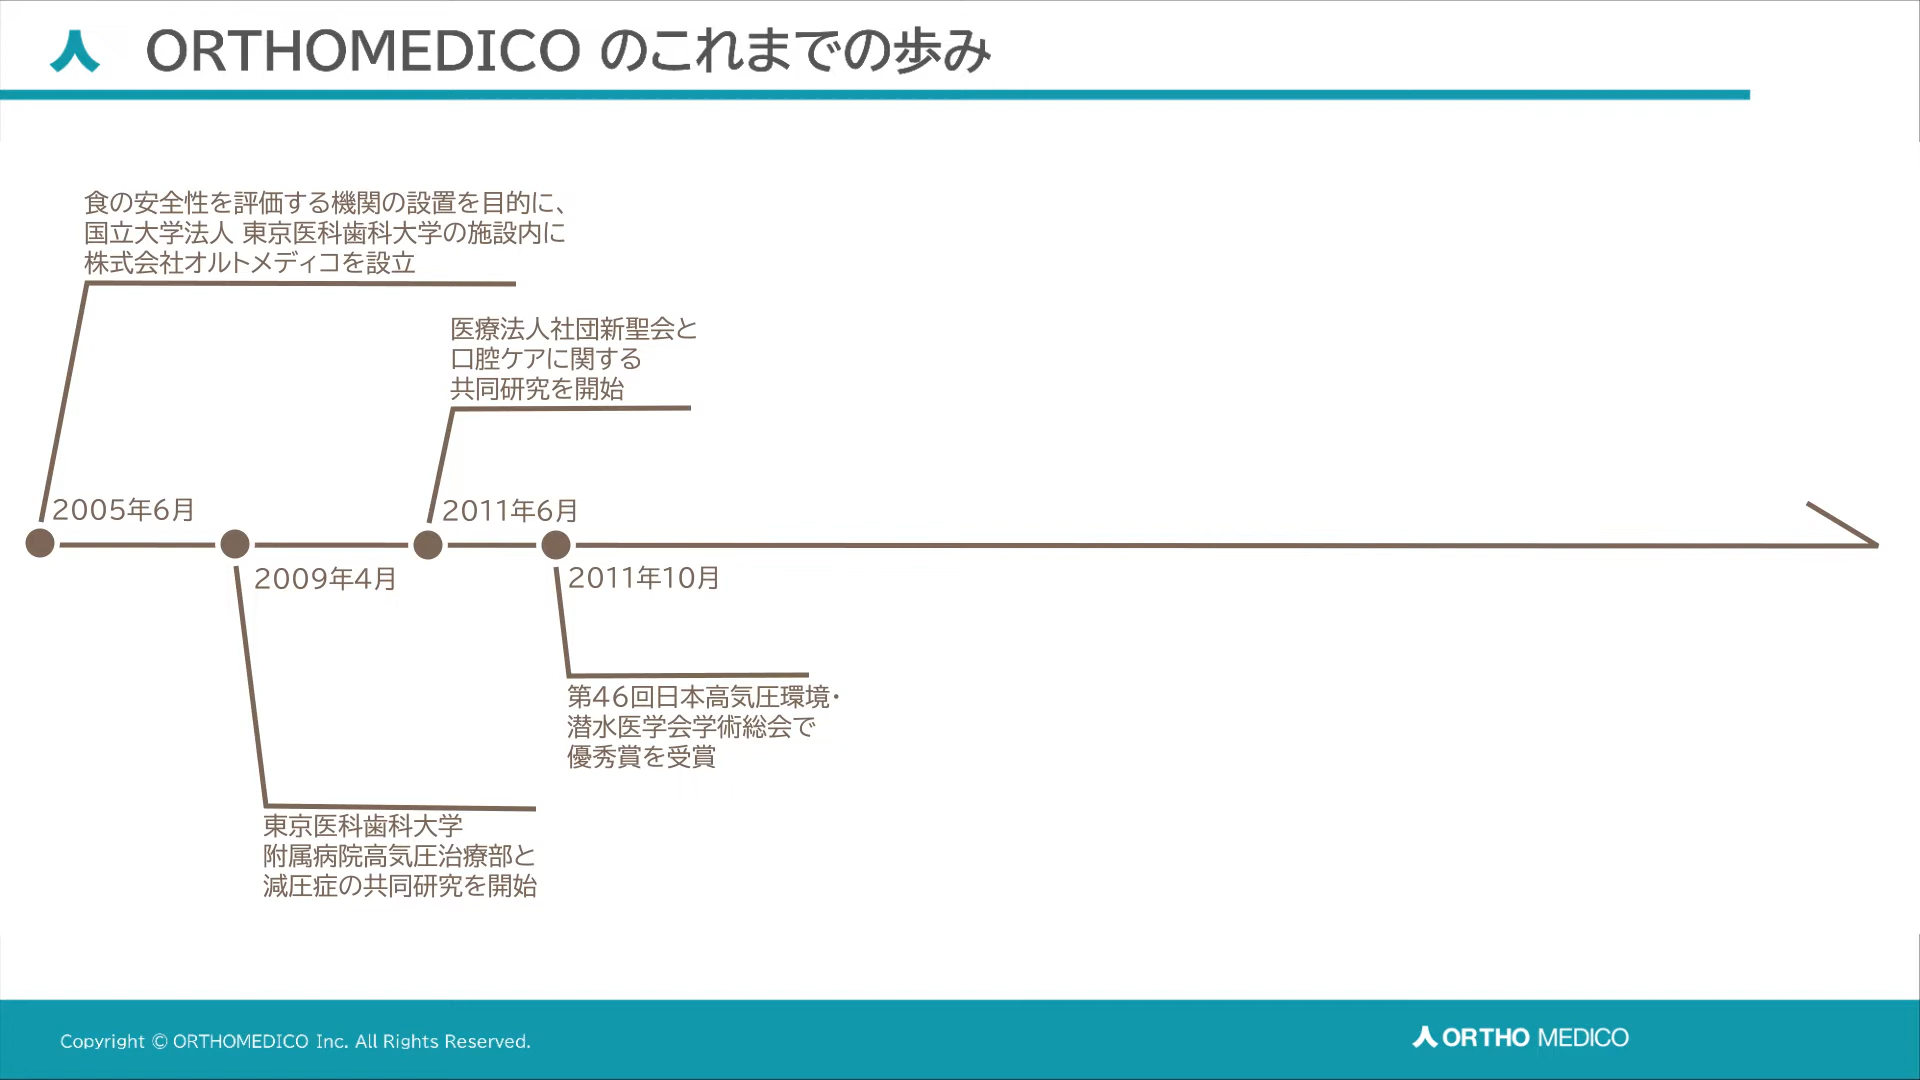 ORTHOMEDICO のこれまでの歩み
食の安全性を評価する機関の設置を目的に、
国立大学法人 東京医科歯科大学の施設内に
株式会社オルトメディコを設立
医療法人社団新聖会と
口腔ケアに関する
共同研究を開始
2005年6月
2011年6月
2009年4月
2011年10月
第46回日本高気圧環境・
潜水医学会学術総会で
優秀賞を受賞
東京医科歯科大学
附属病院高気圧治療部と
減圧症の共同研究を開始
Copyright © ORTHOMEDICO Inc. All Rights Reserved.
ORTHO MEDICO